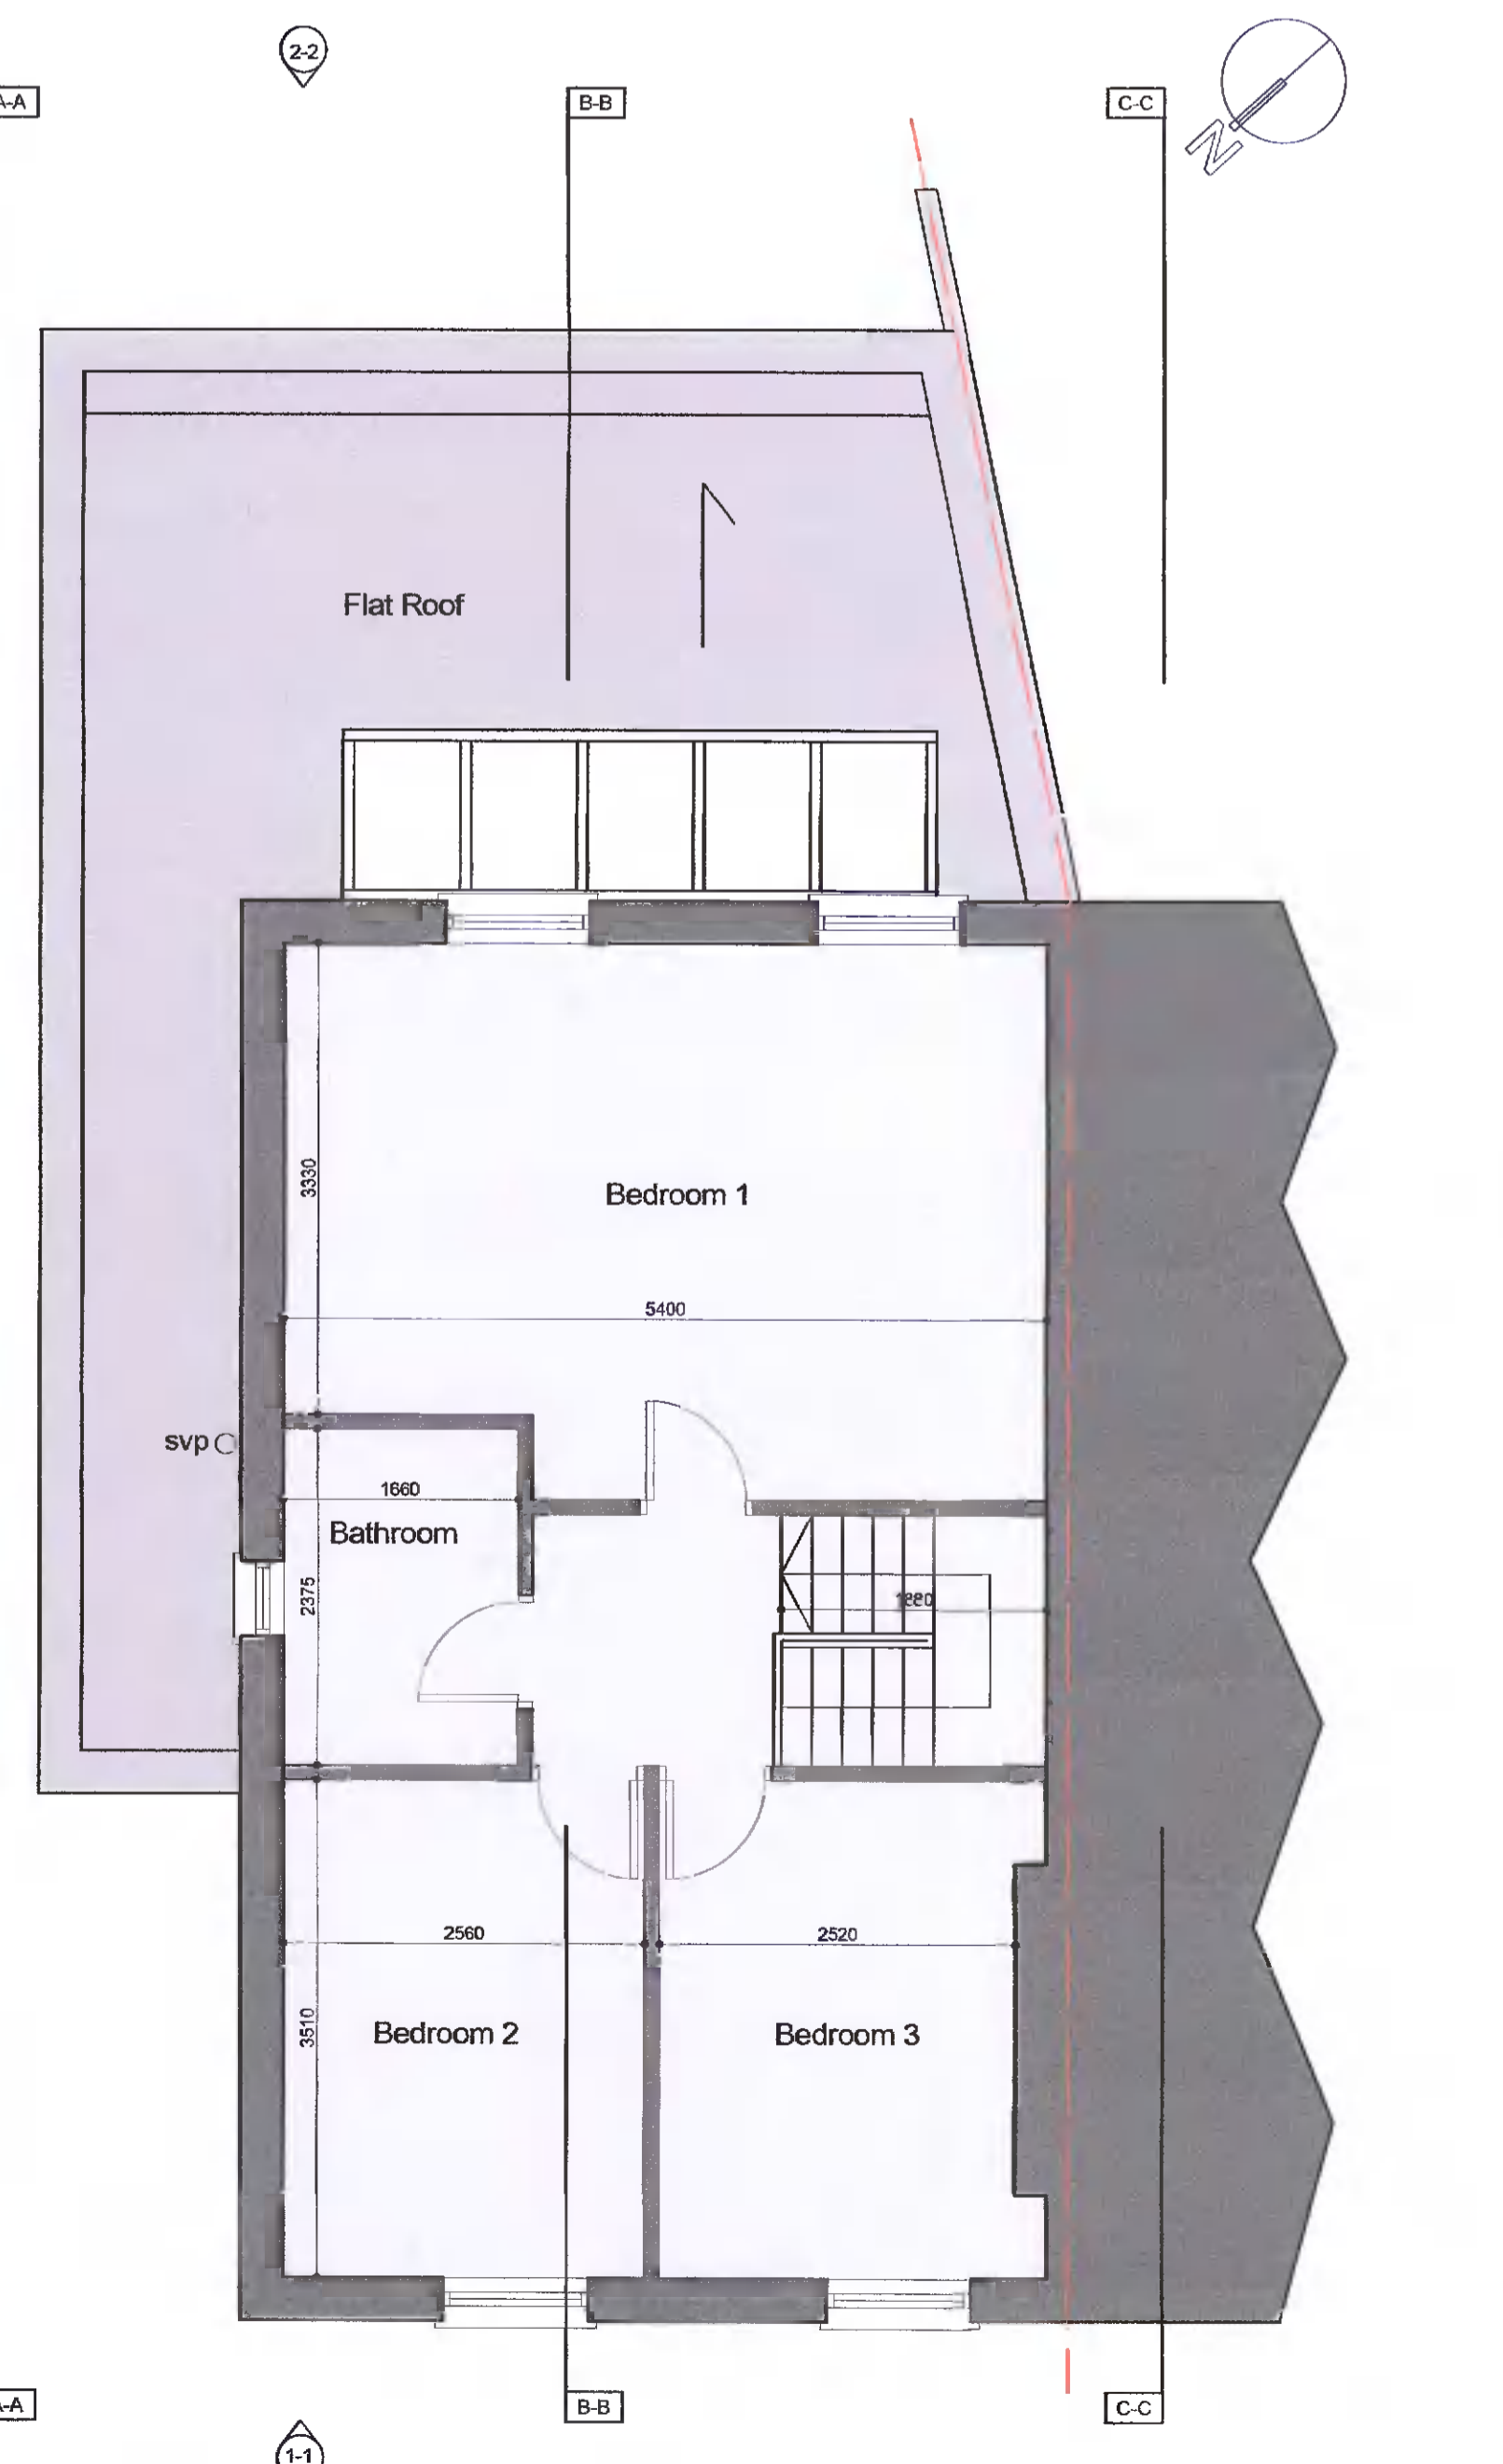 2-2
A-A
B-B
C-C
N
Flat Roof
3330
Bedroom 1
5400
svp
1660
Bathroom
2375
1880
2560
2520
3510
Bedroom 2
Bedroom 3
A-A
B-B
C-C
1-1